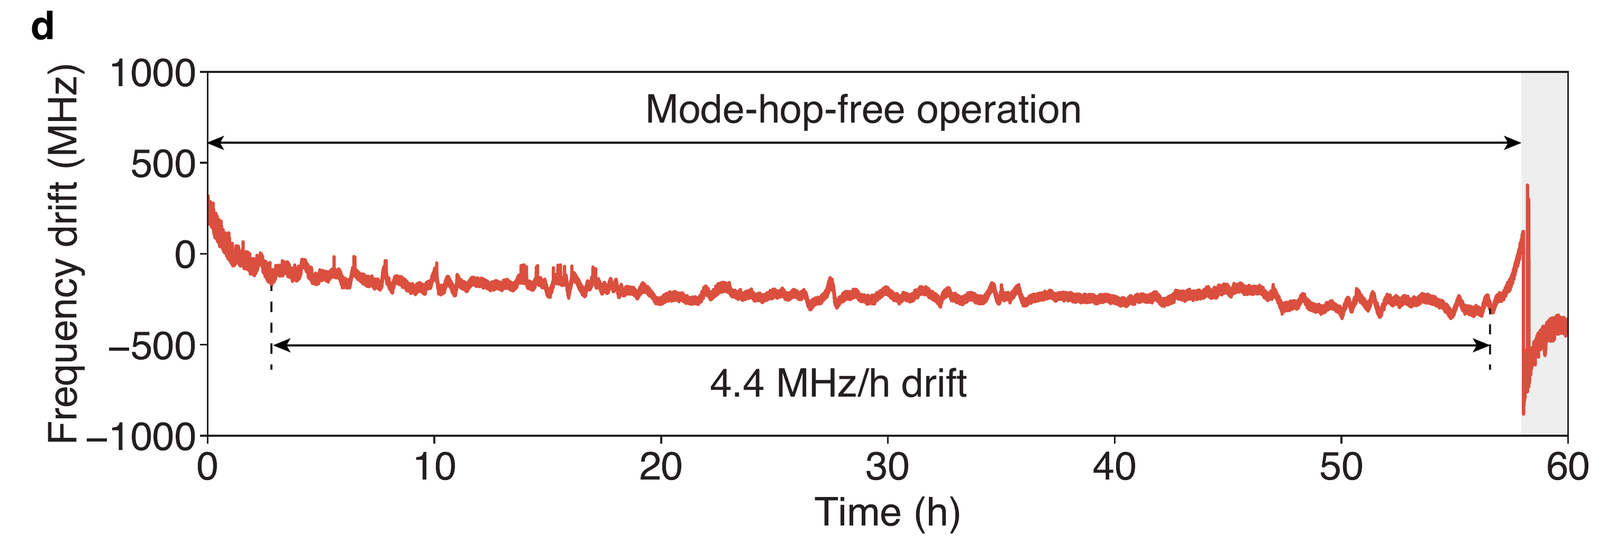 d
Frequency drift (MHz)
1000
500
0
−500
−1000
Mode-hop-free operation
4.4 MHz/h drift
0 10 20 30 40 50 60
Time (h)